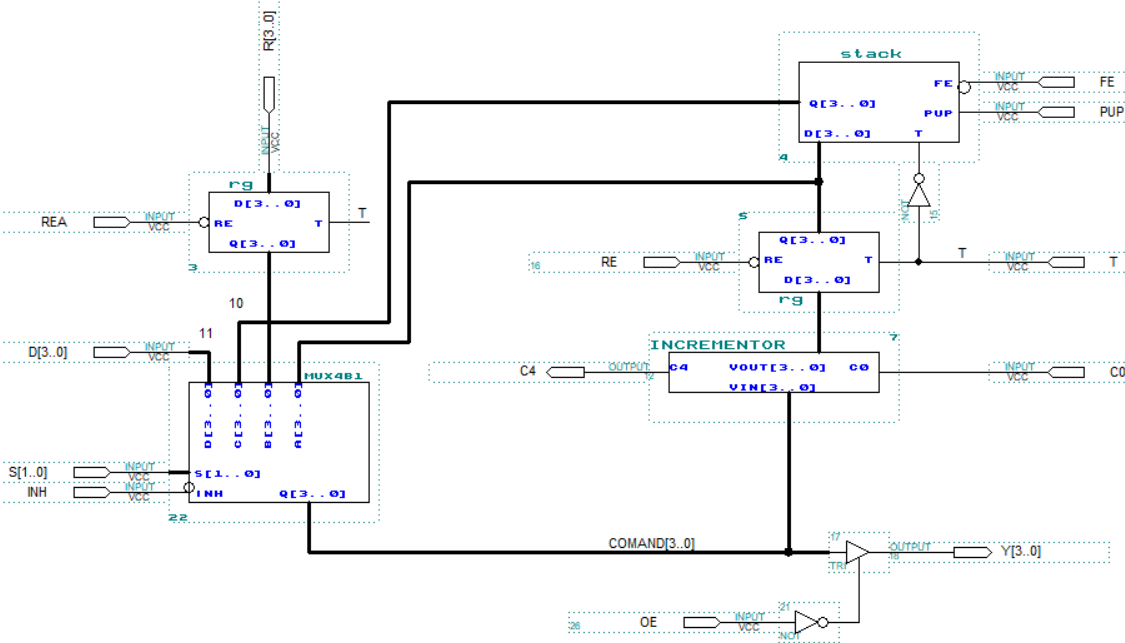 R[3..0]
INPUT
VCC
stack
FE
Q[3..0]
PUP
D[3..0]
T
4
INPUT
VCC
FE
INPUT
VCC
PUP
rg
D[3..0]
RE
T
Q[3..0]
3
REA
INPUT
VCC
T
NOT
15
5
Q[3..0]
RE
T
D[3..0]
rg
16
RE
INPUT
VCC
T
INPUT
VCC
T
10
11
D[3..0]
INPUT
VCC
INCREMENTOR
7
C4
VOUT[3..0]
C0
VIN[3..0]
C4
OUTPUT
12
INPUT
VCC
C0
MUX4B1
D[3..0]
C[3..0]
B[3..0]
A[3..0]
S[1..0]
INH
Q[3..0]
22
S[1..0]
INPUT
VCC
INH
INPUT
VCC
COMAND[3..0]
17
TRI
OUTPUT
18
Y[3..0]
26
OE
INPUT
VCC
21
NOT